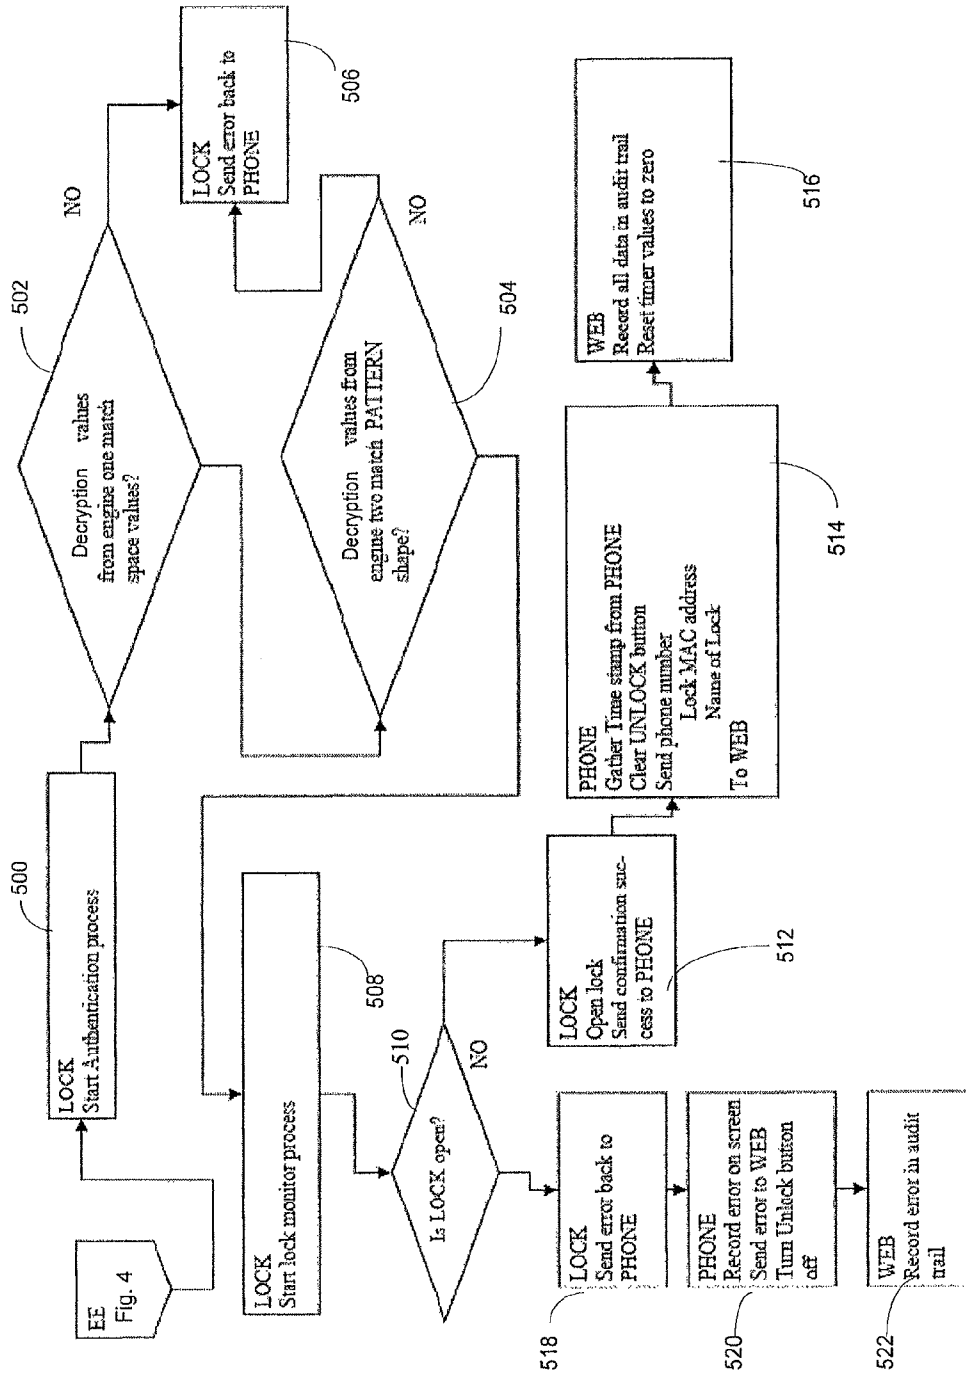 EE
Fig. 4
500
LOCK
Start Authentication process
502
Decryption values
from engine one match
space values?
NO
506
LOCK
Send error back to
PHONE
504
Decryption values from
engine two match PATTERN
shape?
NO
508
LOCK
Start lock monitor process
510
Is LOCK open?
NO
512
LOCK
Open lock
Send confirmation suc-
cess to PHONE
514
PHONE
Gather Time stamp from PHONE
Clear UNLOCK button
Send phone number
Lock MAC address
Name of Lock
To WEB
516
WEB
Record all data in audit trail
Reset timer values to zero
518
LOCK
Send error back to
PHONE
520
PHONE
Record error on screen
Send error to WEB
Turn Unlock button
off
522
WEB
Record error in audit
trail